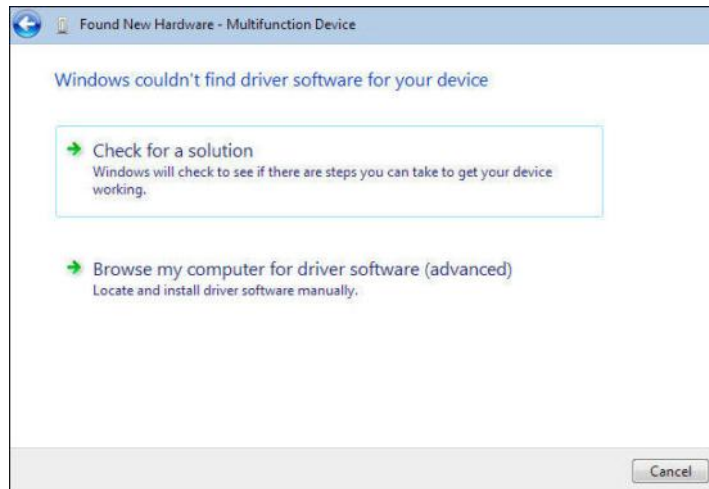 Found New Hardware - Multifunction Device
Windows couldn't find driver software for your device
Check for a solution
Windows will check to see if there are steps you can take to get your device
working.
Browse my computer for driver software (advanced)
Locate and install driver software manually.
Cancel